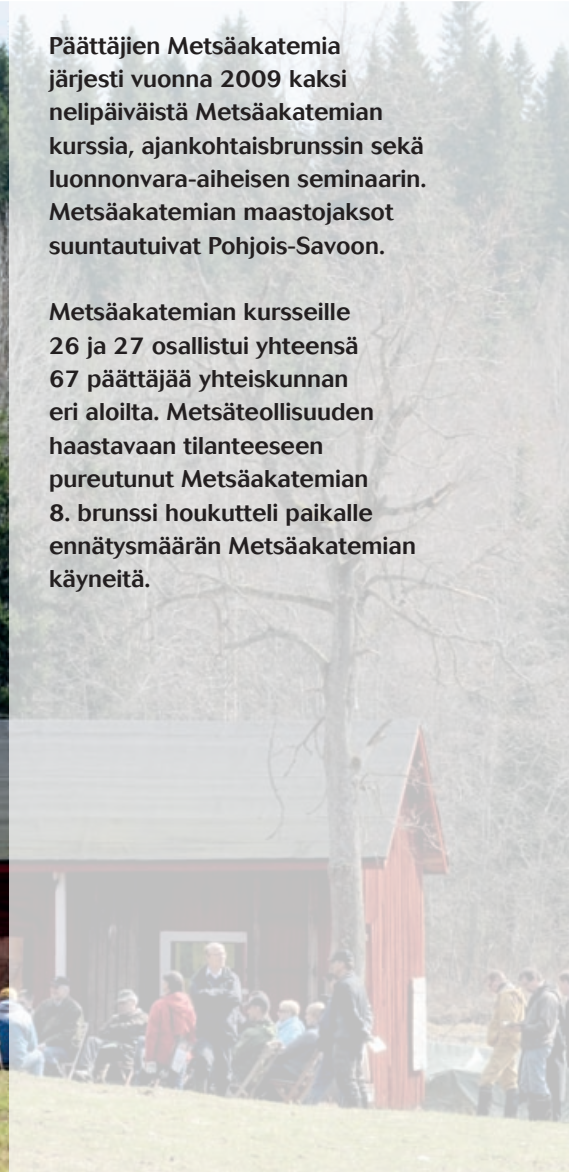 Päättäjien Metsäakatemia
järjesti vuonna 2009 kaksi
nelipäiväistä Metsäakatemian
kurssia, ajankohtaisbrunssin sekä
luonnonvara-aiheisen seminaarin.
Metsäakatemian maastojaksot
suuntautuivat Pohjois-Savoon.

Metsäakatemian kursseille
26 ja 27 osallistui yhteensä
67 päättäjää yhteiskunnan
eri aloilta. Metsäteollisuuden
haastavaan tilanteeseen
pureutunut Metsäakatemian
8. brunssi houkutteli paikalle
ennätysmäärän Metsäakatemian
käyneitä.